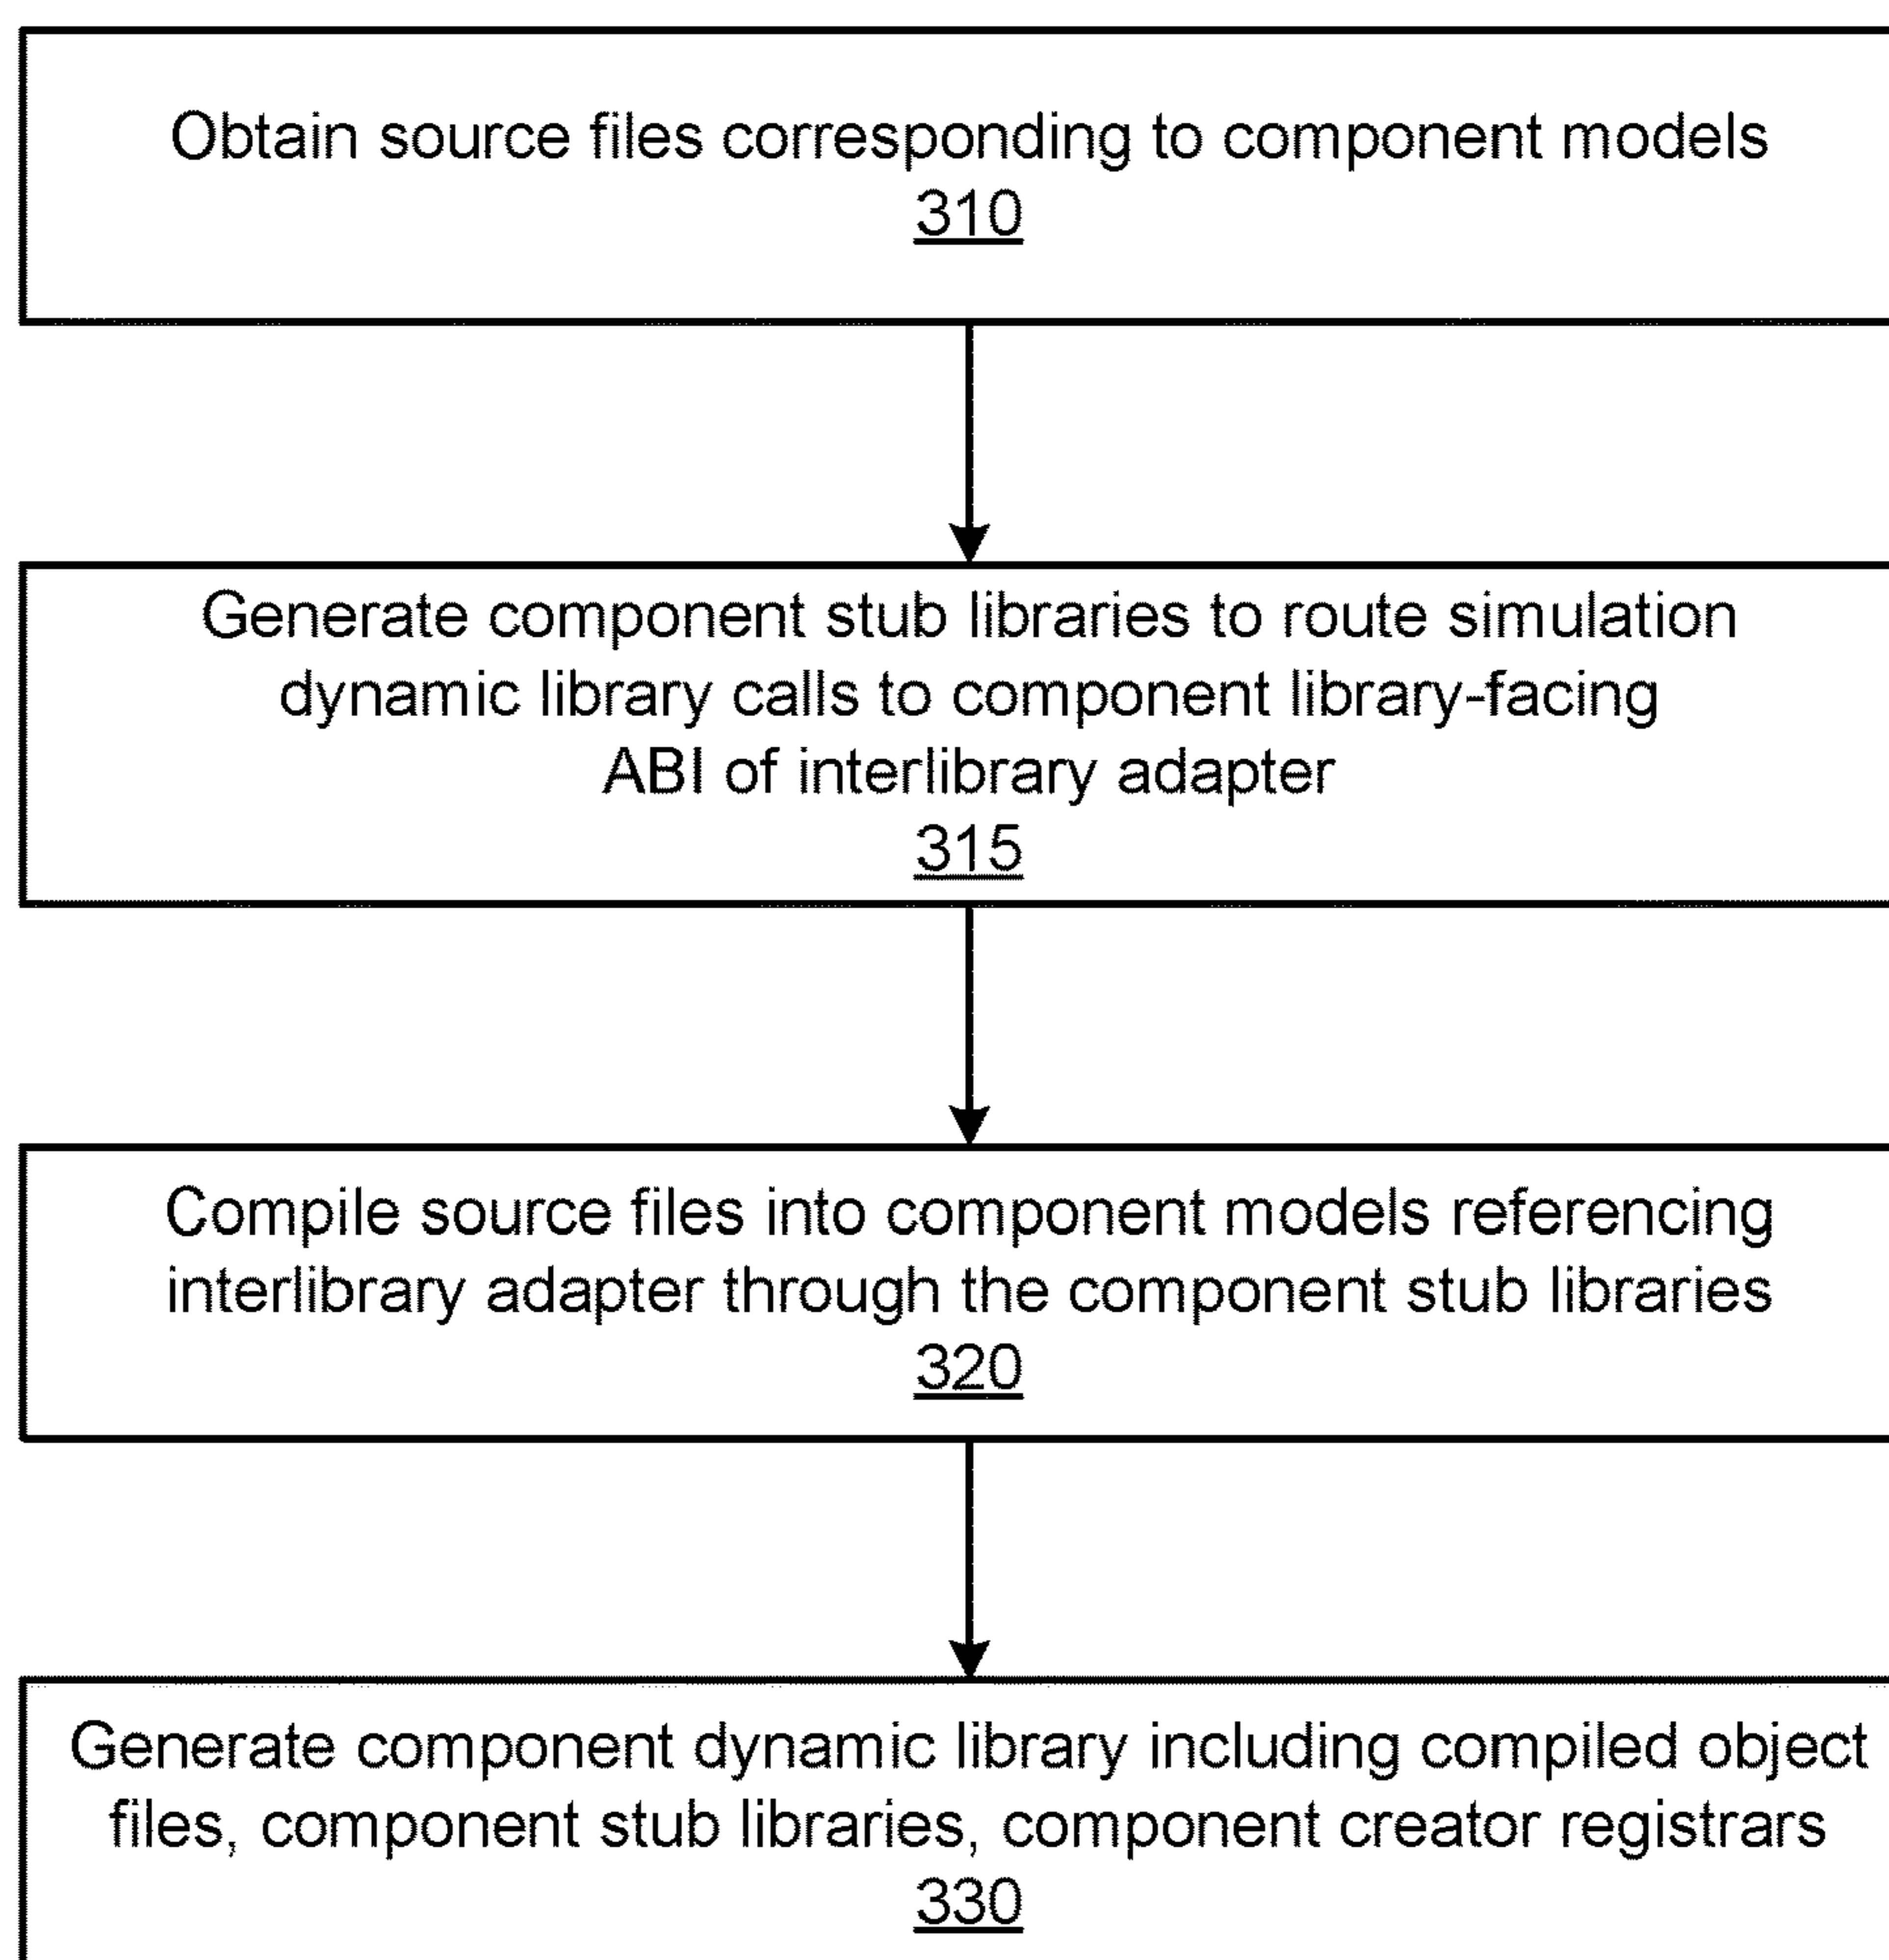 Obtain source files corresponding to component models
310
Generate component stub libraries to route simulation
dynamic library calls to component library-facing
ABI of interlibrary adapter
315
Compile source files into component models referencing
interlibrary adapter through the component stub libraries
320
Generate component dynamic library including compiled object
files, component stub libraries, component creator registrars
330